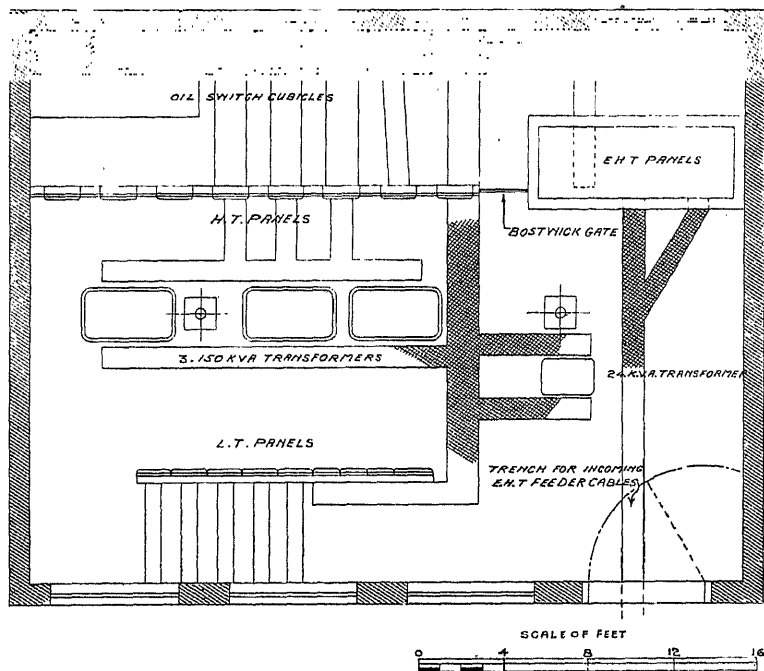 OIL SWITCH CUBICLES
E.H.T PANELS
H.T. PANELS
BOSTWICK GATE
3. 150 KVA TRANSFORMERS
24 K.V.A. TRANSFORMER
L.T. PANELS
TRENCH FOR INCOMING
E.H.T FEEDER CABLES
SCALE OF FEET
0 4 8 12 16